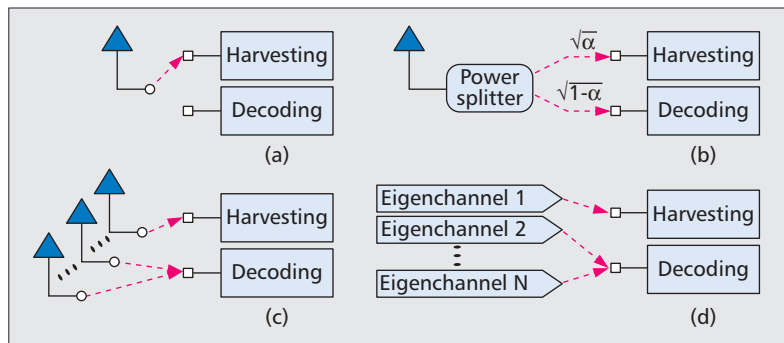 Harvesting
Decoding
(a)
Power
splitter
√α
√1-α
Harvesting
Decoding
(b)
Harvesting
Decoding
(c)
Eigenchannel 1
Eigenchannel 2
Eigenchannel N
Harvesting
Decoding
(d)